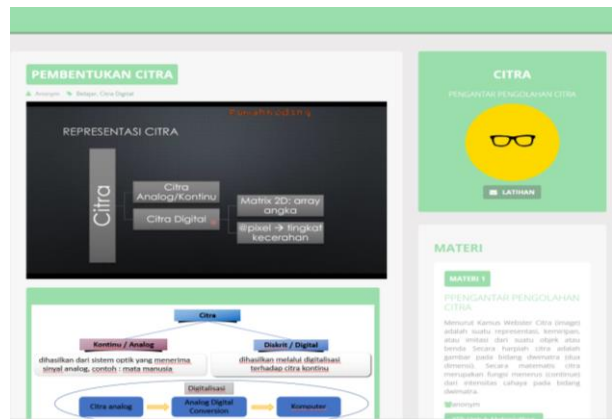 PEMBENTUKAN CITRA
Anonym Belajar, Citra Digital
Rumahkoding
REPRESENTASI CITRA
Citra
Citra
Analog/Kontinu
Citra Digital
Matrix 2D: array
angka
@pixel → tingkat
kecerahan
Citra
Kontinu / Analog
Diskrit / Digital
dihasilkan dari sistem optik yang menerima
sinyal analog, contoh : mata manusia
dihasilkan melalui digitalisasi
terhadap citra kontinu
Digitalisasi
Citra analog
Analog Digital
Conversion
Komputer
CITRA
PENGANTAR PENGOLAHAN CITRA
LATIHAN
MATERI
MATERI 1
PPENGANTAR PENGOLAHAN
CITRA
Menurut Kamus Webster Citra (image)
adalah suatu representasi, kemiripan,
atau imitasi dari suatu objek atau
benda. Secara harpiah citra adalah
gambar pada bidang dwimatra (dua
dimensi). Secara matematis citra
merupakan fungsi menerus (continue)
dari intensitas cahaya pada bidang
dwimatra.
anonym